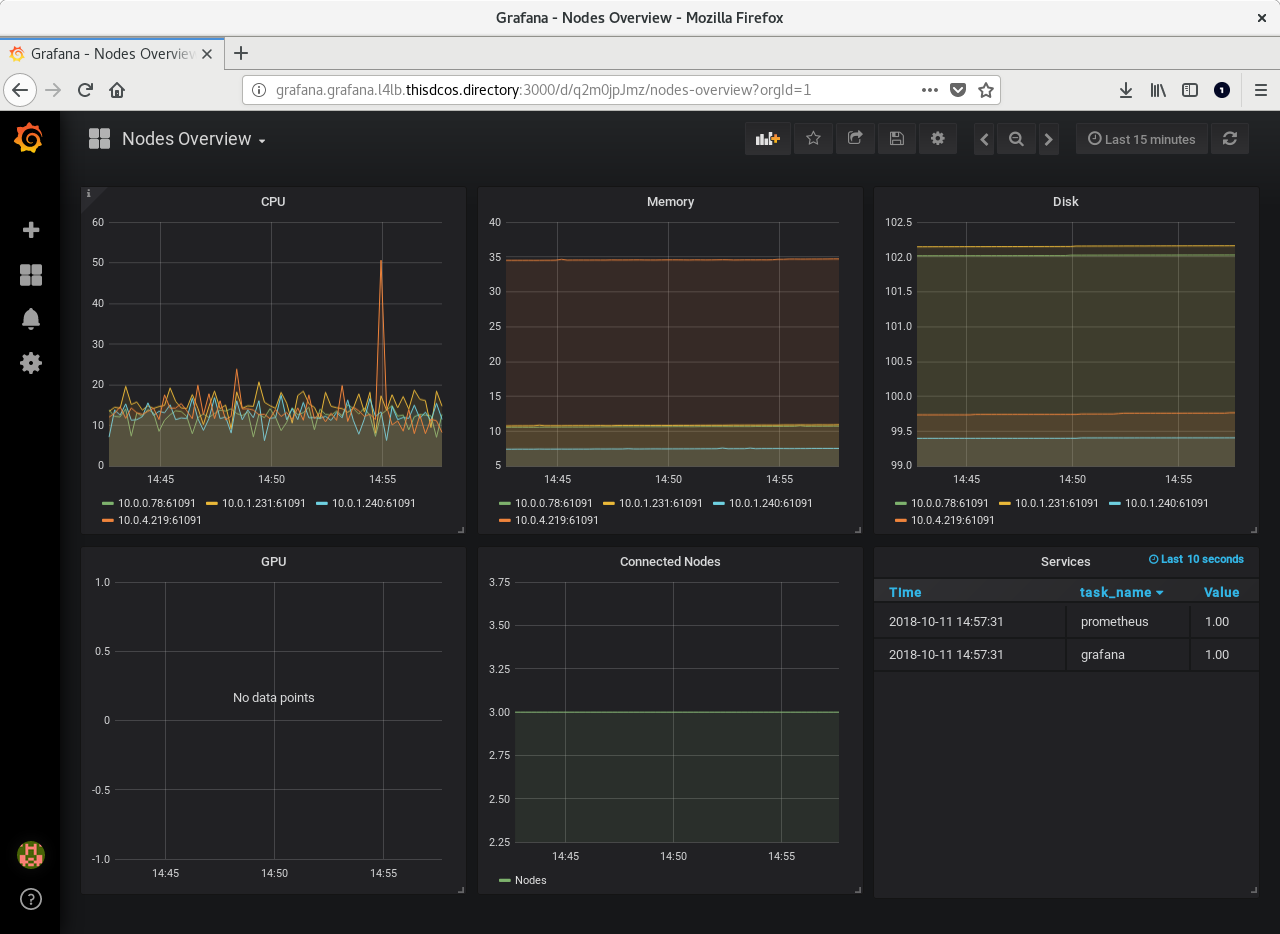 Grafana - Nodes Overview - Mozilla Firefox
Grafana - Nodes Overview
grafana.grafana.l4lb.thisdcos.directory:3000/d/q2m0jpJmz/nodes-overview?orgId=1
1
Nodes Overview
Last 15 minutes
i
CPU
60
50
40
30
20
10
0
14:45 14:50 14:55
10.0.0.78:61091 10.0.1.231:61091 10.0.1.240:61091
10.0.4.219:61091
Memory
40
35
30
25
20
15
10
5
14:45 14:50 14:55
10.0.0.78:61091 10.0.1.231:61091 10.0.1.240:61091
10.0.4.219:61091
Disk
102.5
102.0
101.5
101.0
100.5
100.0
99.5
99.0
14:45 14:50 14:55
10.0.0.78:61091 10.0.1.231:61091 10.0.1.240:61091
10.0.4.219:61091
GPU
1.0
0.5
No data points
0
-0.5
-1.0
14:45 14:50 14:55
Connected Nodes
3.75
3.50
3.25
3.00
2.75
2.50
2.25
14:45 14:50 14:55
Nodes
Services Last 10 seconds
Time task_name Value
2018-10-11 14:57:31 prometheus 1.00
2018-10-11 14:57:31 grafana 1.00
?